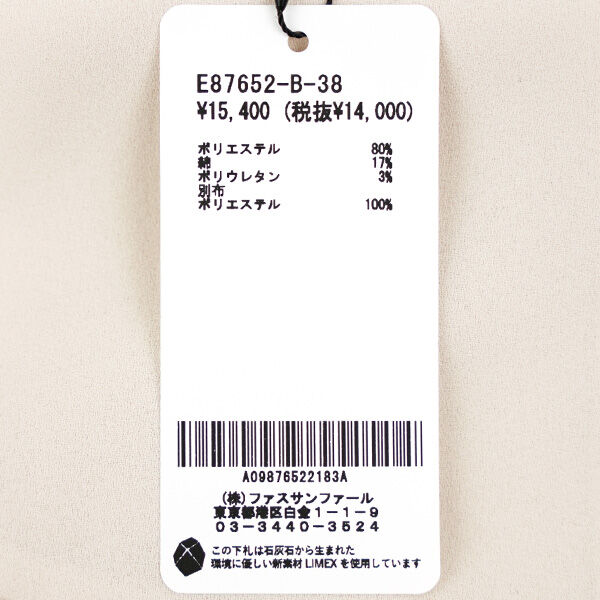 E87652-B-38
¥15,400 (税抜¥14,000)
ポリエステル 80%
綿 17%
ポリウレタン 3%
別布
ポリエステル 100%
A09876522183A
(株)ファスサンファール
東京都港区白金1-1-9
03-3440-3524
この下札は石灰石から生まれた
環境に優しい新素材 LIMEX を使用しています